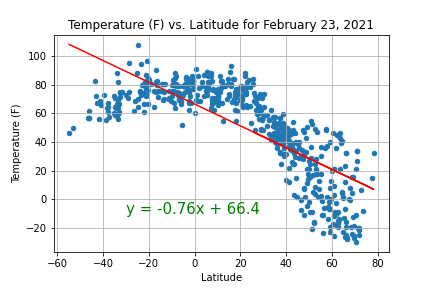 Temperature (F) vs. Latitude for February 23, 2021
Temperature (F)
100
80
60
40
20
0
−20
y = -0.76x + 66.4
−60 −40 −20 0 20 40 60 80
Latitude